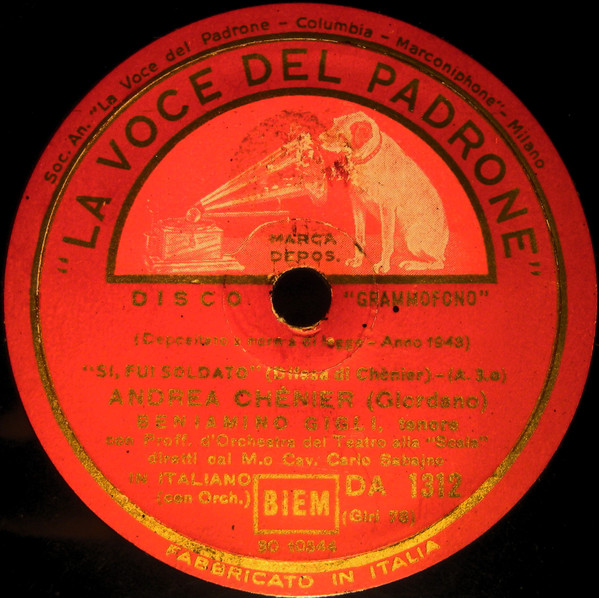 Soc. An. "La Voce del Padrone - Columbia - Marconiphone" - Milano
"LA VOCE DEL PADRONE"
MARCA
DEPOS.
DISCO "GRAMMOFONO"
(Depositato a norma di legge - Anno 1943)
"SI, FUI SOLDATO" (Difesa di Chènier) - (A. 3.o)
ANDREA CHÈNIER (Giordano)
BENIAMINO GIGLI, tenore
con Proff. d'Orchestra del Teatro alla "Scala"
diretti dal M.o Cav. Carlo Sabajno
IN ITALIANO
(con Orch.)
BIEM
DA 1312
(Giri 78)
FABBRICATO IN ITALIA